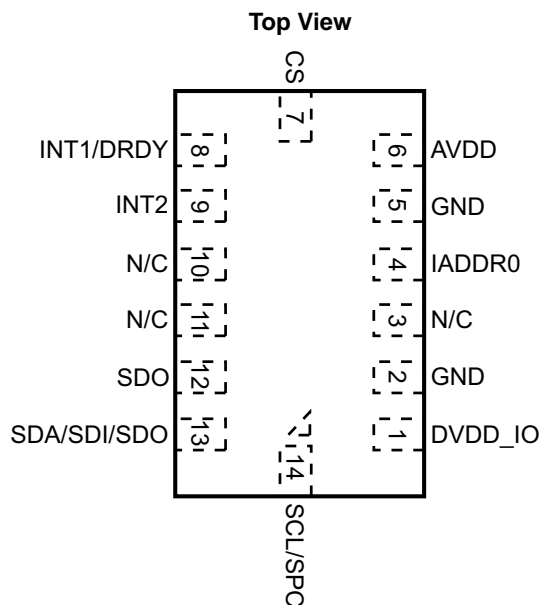 Top View
CS
7
INT1/DRDY 8 6 AVDD
INT2 9 5 GND
N/C 10 4 IADDR0
N/C 11 3 N/C
SDO 12 2 GND
SDA/SDI/SDO 13 1 DVDD_IO
14
SCL/SPC